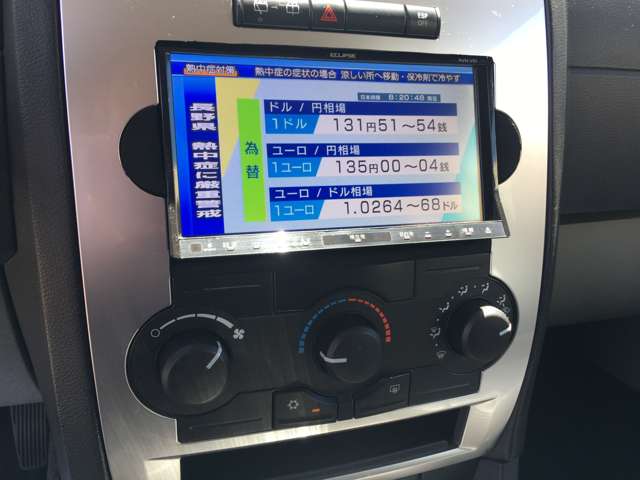 ESP
OFF
ECLIPSE
熱中症対策 熱中症の症状の場合 涼しい所へ移動・保冷剤で冷やす
長野県 熱中症に厳重警戒
日本時間 8:20:48 現在
為替
ドル / 円相場
1ドル 131円51〜54銭
ユーロ / 円相場
1ユーロ 135円00〜04銭
ユーロ / ドル相場
1ユーロ 1.0264〜68ドル